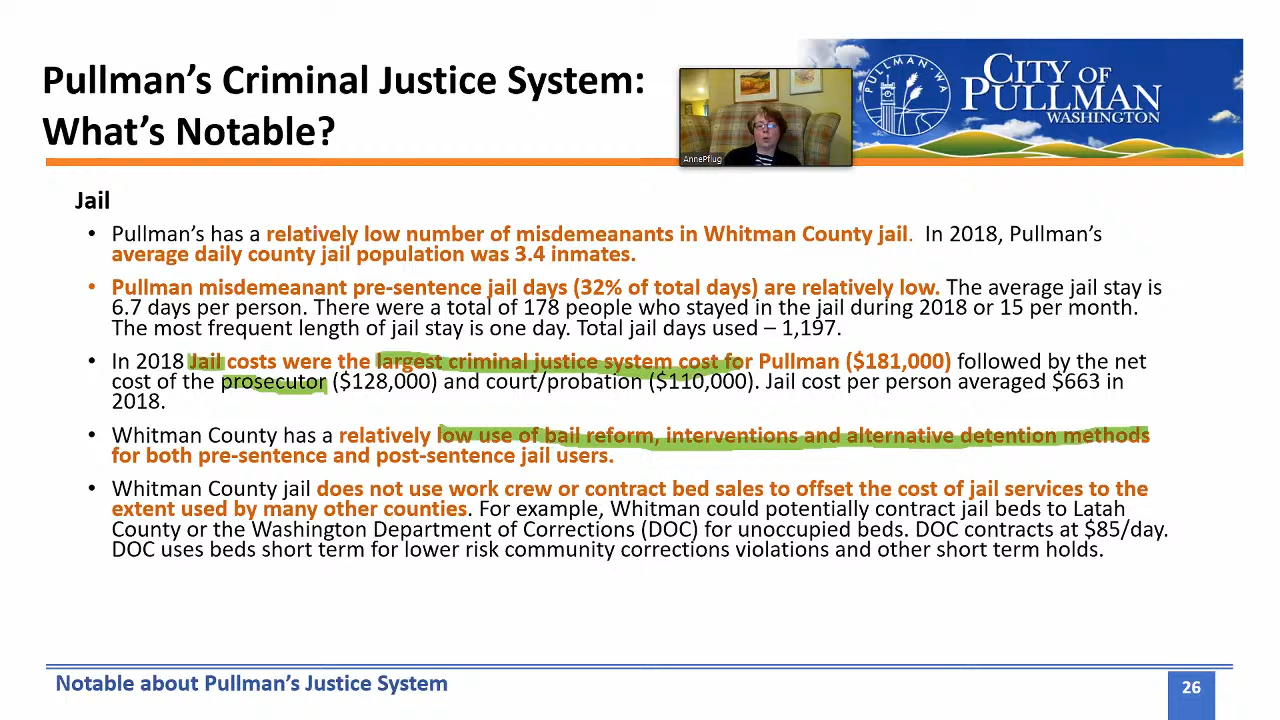 Pullman's Criminal Justice System:
What's Notable?
AnnePflug
PULLMAN·WA
CITY OF
PULLMAN
WASHINGTON
Jail
• Pullman's has a relatively low number of misdemeanants in Whitman County jail. In 2018, Pullman's
average daily county jail population was 3.4 inmates.
• Pullman misdemeanant pre-sentence jail days (32% of total days) are relatively low. The average jail stay is
6.7 days per person. There were a total of 178 people who stayed in the jail during 2018 or 15 per month.
The most frequent length of jail stay is one day. Total jail days used – 1,197.
• In 2018 Jail costs were the largest criminal justice system cost for Pullman ($181,000) followed by the net
cost of the prosecutor ($128,000) and court/probation ($110,000). Jail cost per person averaged $663 in
2018.
• Whitman County has a relatively low use of bail reform, interventions and alternative detention methods
for both pre-sentence and post-sentence jail users.
• Whitman County jail does not use work crew or contract bed sales to offset the cost of jail services to the
extent used by many other counties. For example, Whitman could potentially contract jail beds to Latah
County or the Washington Department of Corrections (DOC) for unoccupied beds. DOC contracts at $85/day.
DOC uses beds short term for lower risk community corrections violations and other short term holds.
Notable about Pullman's Justice System
26